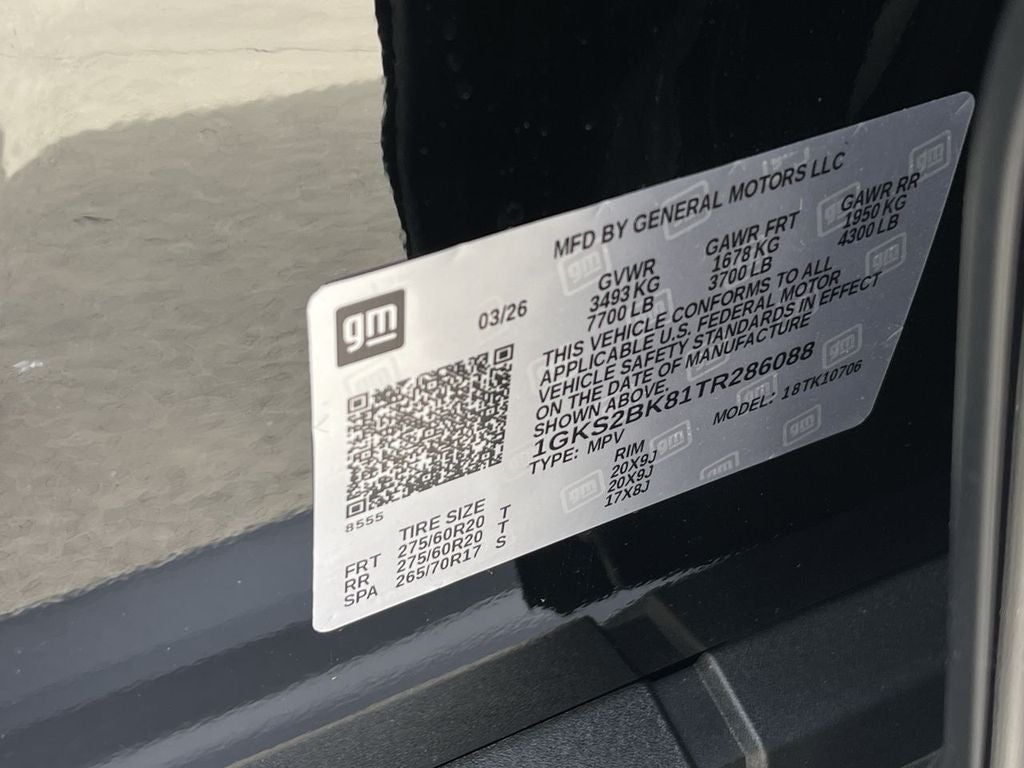 gm
03/26
MFD BY GENERAL MOTORS LLC
GVWR GAWR FRT GAWR RR
3493 KG 1678 KG 1950 KG
7700 LB 3700 LB 4300 LB
THIS VEHICLE CONFORMS TO ALL
APPLICABLE U.S. FEDERAL MOTOR
VEHICLE SAFETY STANDARDS IN EFFECT
ON THE DATE OF MANUFACTURE
SHOWN ABOVE.
1GKS2BK81TR286088
TYPE: MPV MODEL: 18TK10706
8555
TIRE SIZE RIM
FRT 275/60R20 T 20X9J
RR 275/60R20 T 20X9J
SPA 265/70R17 S 17X8J